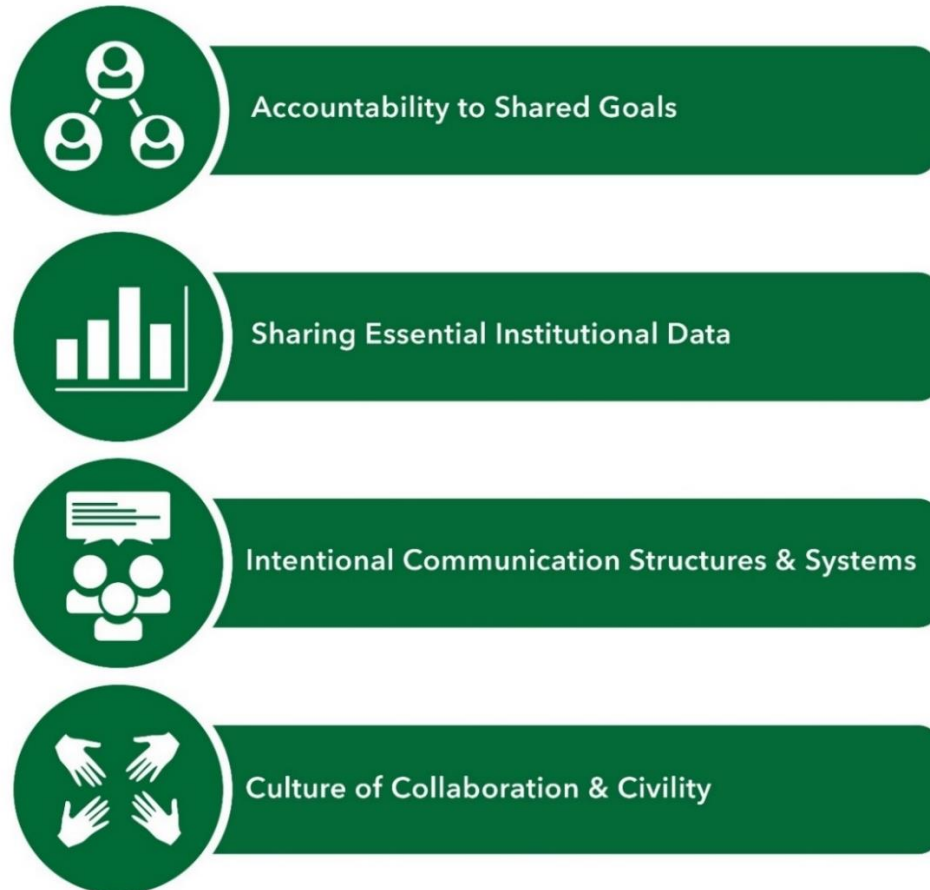 Accountability to Shared Goals
Sharing Essential Institutional Data
Intentional Communication Structures & Systems
Culture of Collaboration & Civility